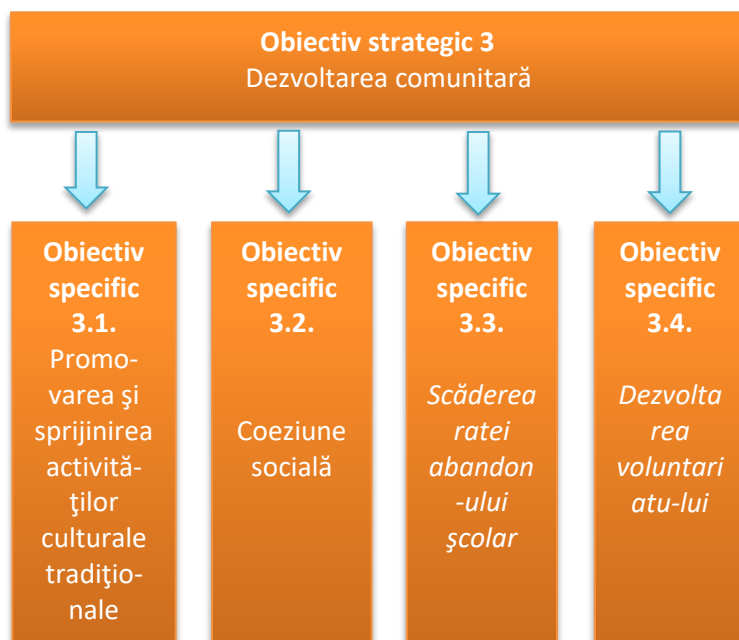 Obiectiv strategic 3
Dezvoltarea comunitară
Obiectiv
specific
3.1.
Promo-
varea şi
sprijinirea
activită-
ţilor
culturale
tradiţio-
nale
Obiectiv
specific
3.2.
Coeziune
socială
Obiectiv
specific
3.3.
Scăderea
ratei
abandon
-ului
şcolar
Obiectiv
specific
3.4.
Dezvolta
rea
voluntari
atu-lui